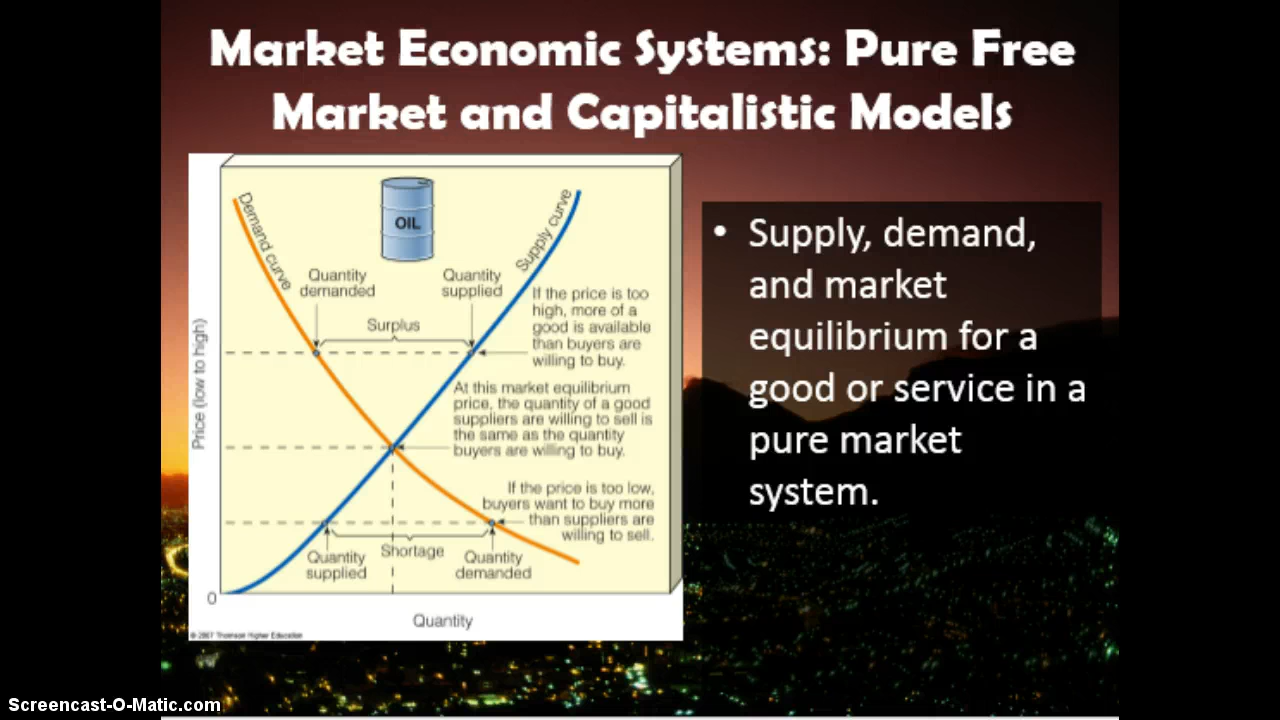 Market Economic Systems: Pure Free
Market and Capitalistic Models
Demand curve
OIL
Supply curve
Quantity
demanded
Quantity
supplied
Surplus
If the price is too
high, more of a
good is available
than buyers are
willing to buy.
At this market equilibrium
price, the quantity of a good
suppliers are willing to sell is
the same as the quantity
buyers are willing to buy.
If the price is too low,
buyers want to buy more
than suppliers are
willing to sell.
Shortage
Quantity
supplied
Quantity
demanded
Price (low to high)
0
Quantity
© 2007 Thomson Higher Education
• Supply, demand,
and market
equilibrium for a
good or service in a
pure market
system.
Screencast-O-Matic.com